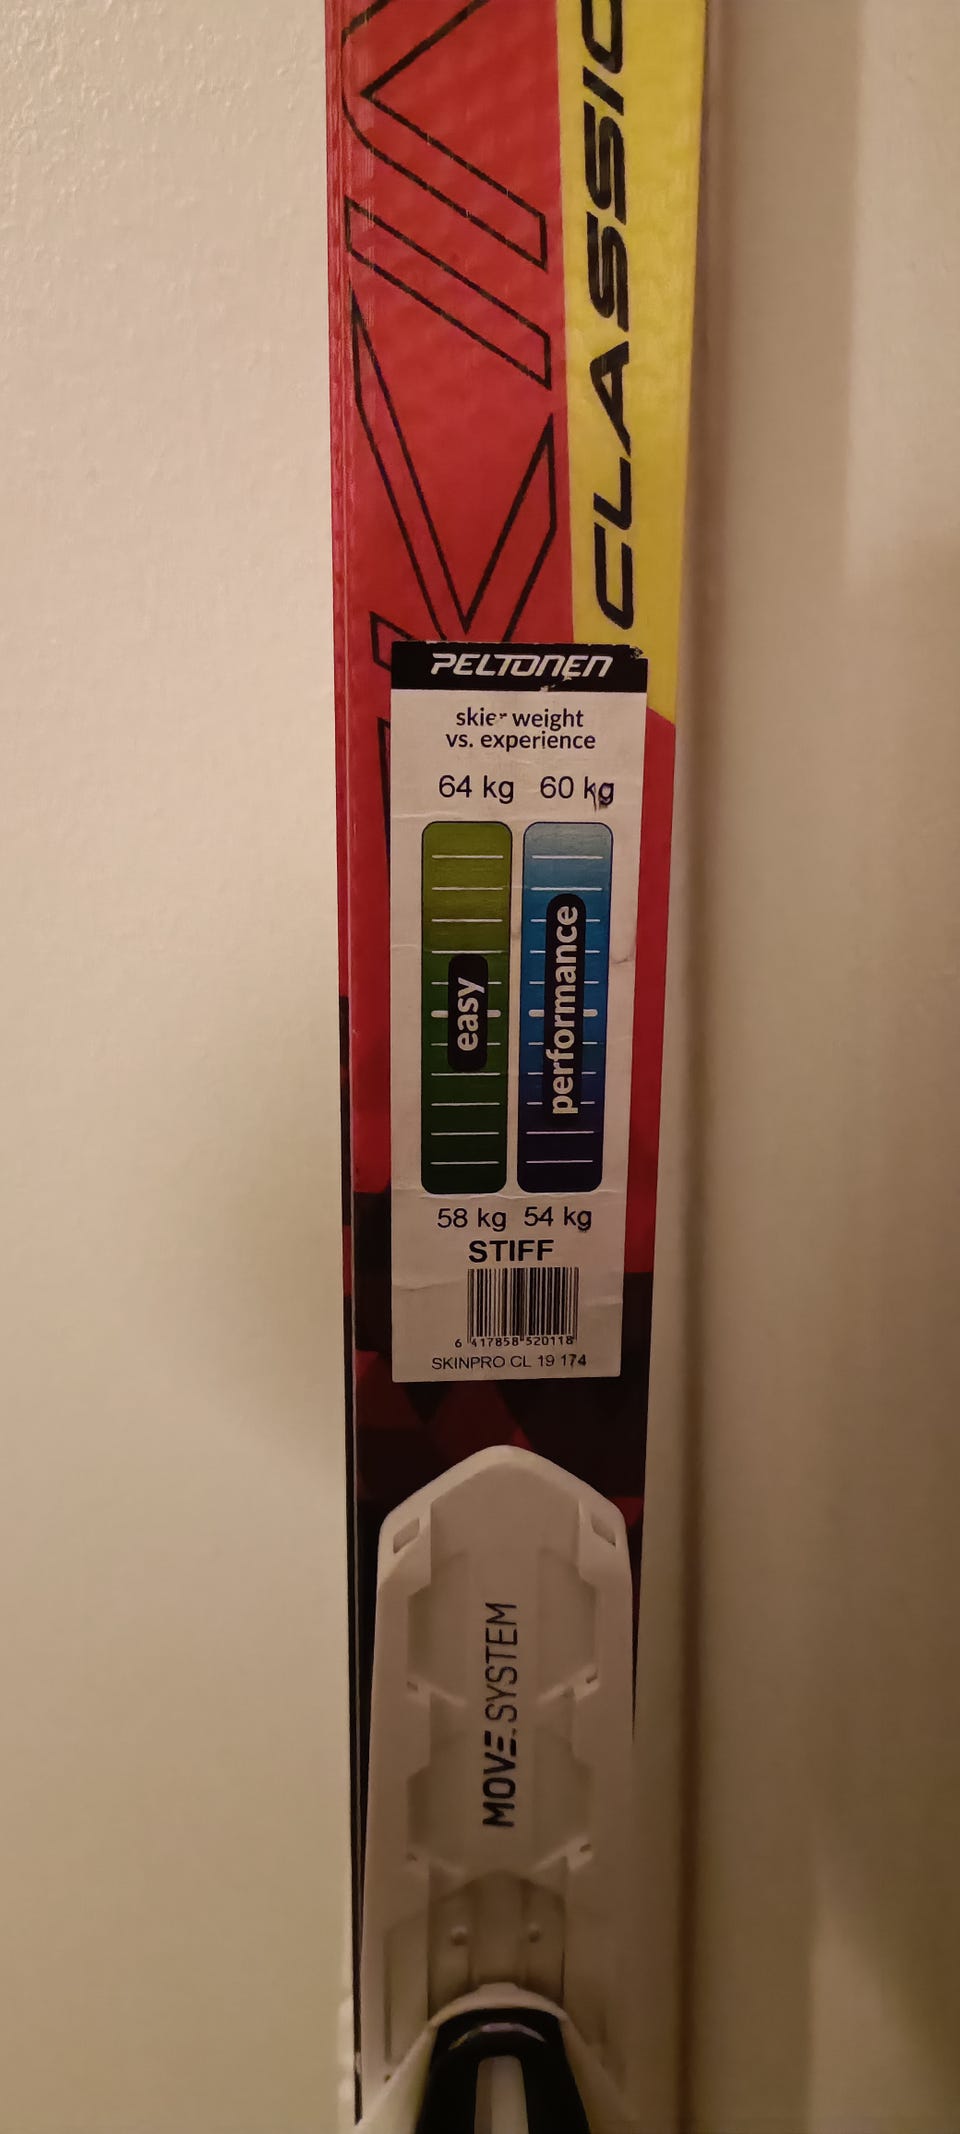 CLASSIC
PELTONEN
skier weight
vs. experience
64 kg 60 kg
easy performance
58 kg 54 kg
STIFF
6 417858 520118
SKINPRO CL 19 174
MOVE SYSTEM